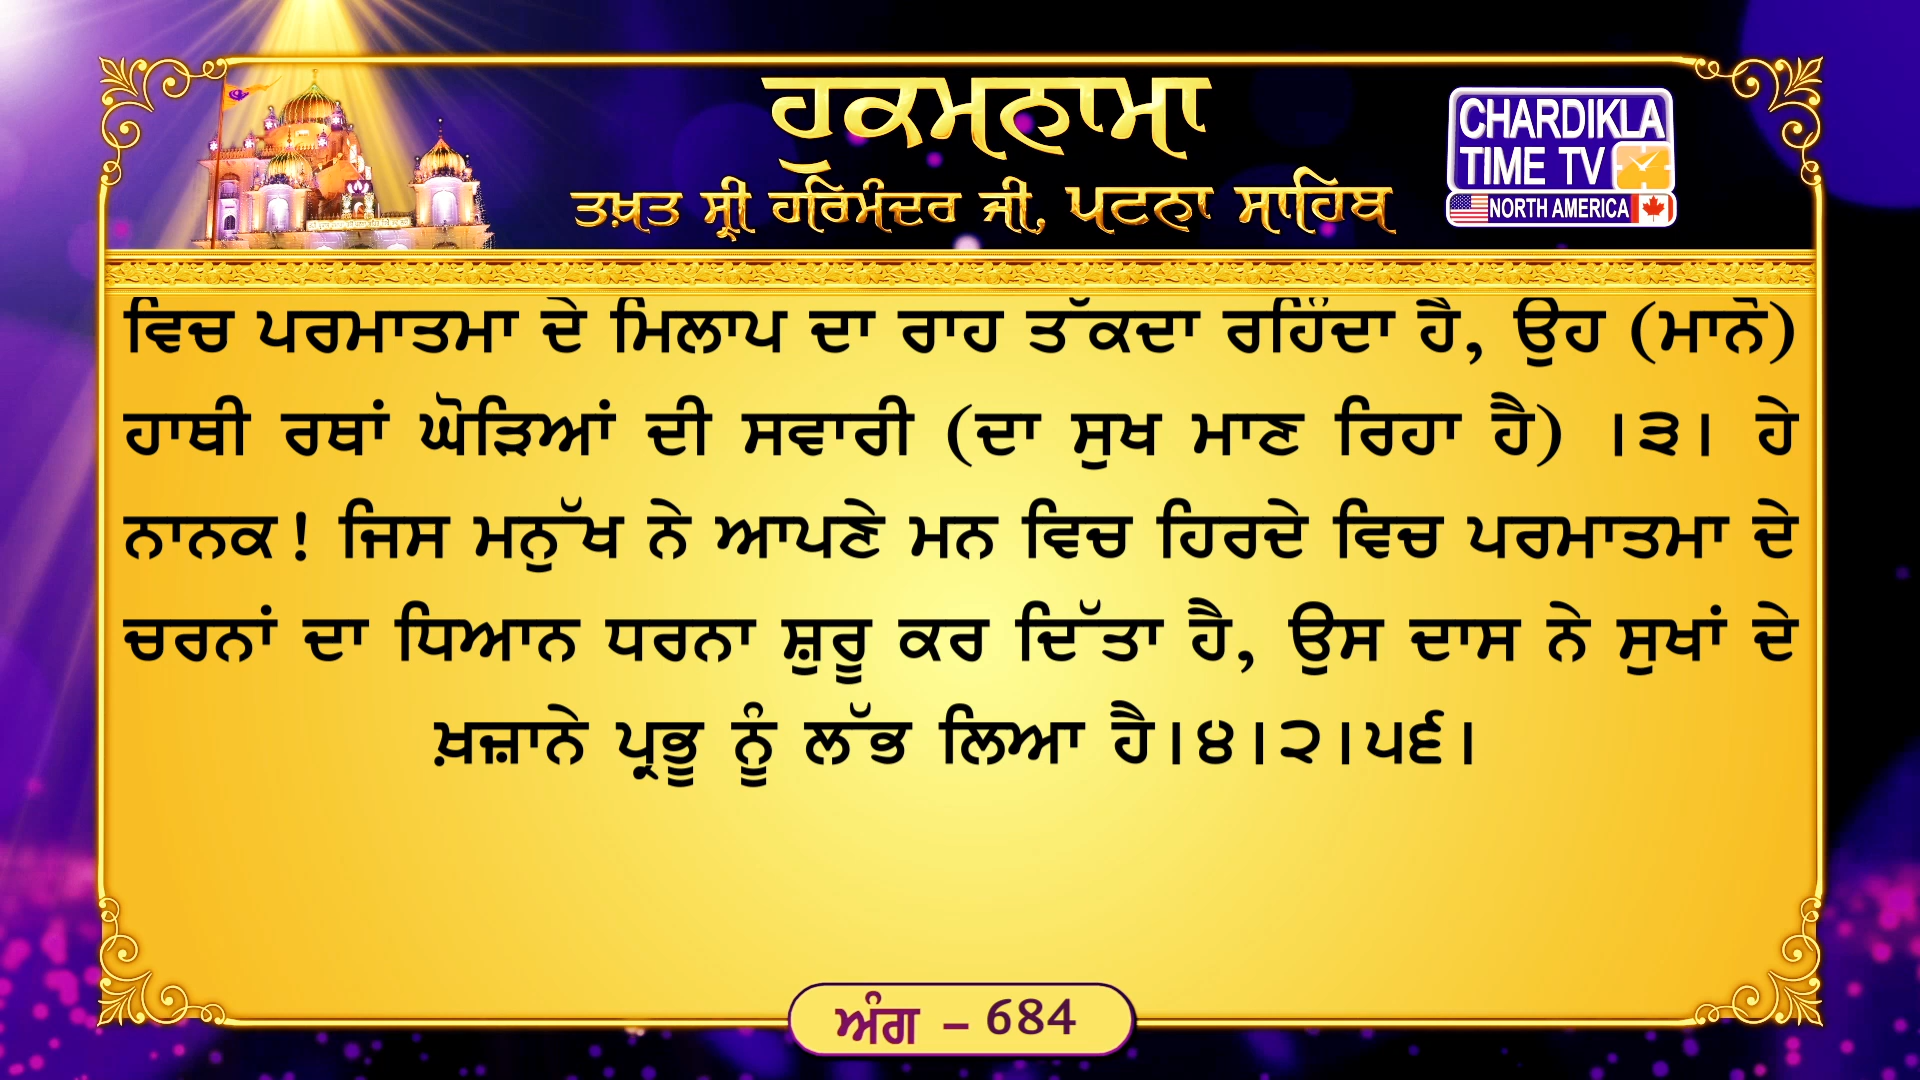 ਹੁਕਮਨਾਮਾ
ਤਖ਼ਤ ਸ੍ਰੀ ਹਰਿਮੰਦਰ ਜੀ, ਪਟਨਾ ਸਾਹਿਬ
CHARDIKLA
TIME TV
NORTH AMERICA
ਵਿਚ ਪਰਮਾਤਮਾ ਦੇ ਮਿਲਾਪ ਦਾ ਰਾਹ ਤੱਕਦਾ ਰਹਿੰਦਾ ਹੈ, ਉਹ (ਮਾਨੋ)
ਹਾਥੀ ਰਥਾਂ ਘੋੜਿਆਂ ਦੀ ਸਵਾਰੀ (ਦਾ ਸੁਖ ਮਾਣ ਰਿਹਾ ਹੈ) ।੩। ਹੇ
ਨਾਨਕ! ਜਿਸ ਮਨੁੱਖ ਨੇ ਆਪਣੇ ਮਨ ਵਿਚ ਹਿਰਦੇ ਵਿਚ ਪਰਮਾਤਮਾ ਦੇ
ਚਰਨਾਂ ਦਾ ਧਿਆਨ ਧਰਨਾ ਸ਼ੁਰੂ ਕਰ ਦਿੱਤਾ ਹੈ, ਉਸ ਦਾਸ ਨੇ ਸੁਖਾਂ ਦੇ
ਖ਼ਜ਼ਾਨੇ ਪ੍ਰਭੂ ਨੂੰ ਲੱਭ ਲਿਆ ਹੈ।੪।੨।੫੬।
ਅੰਗ – 684